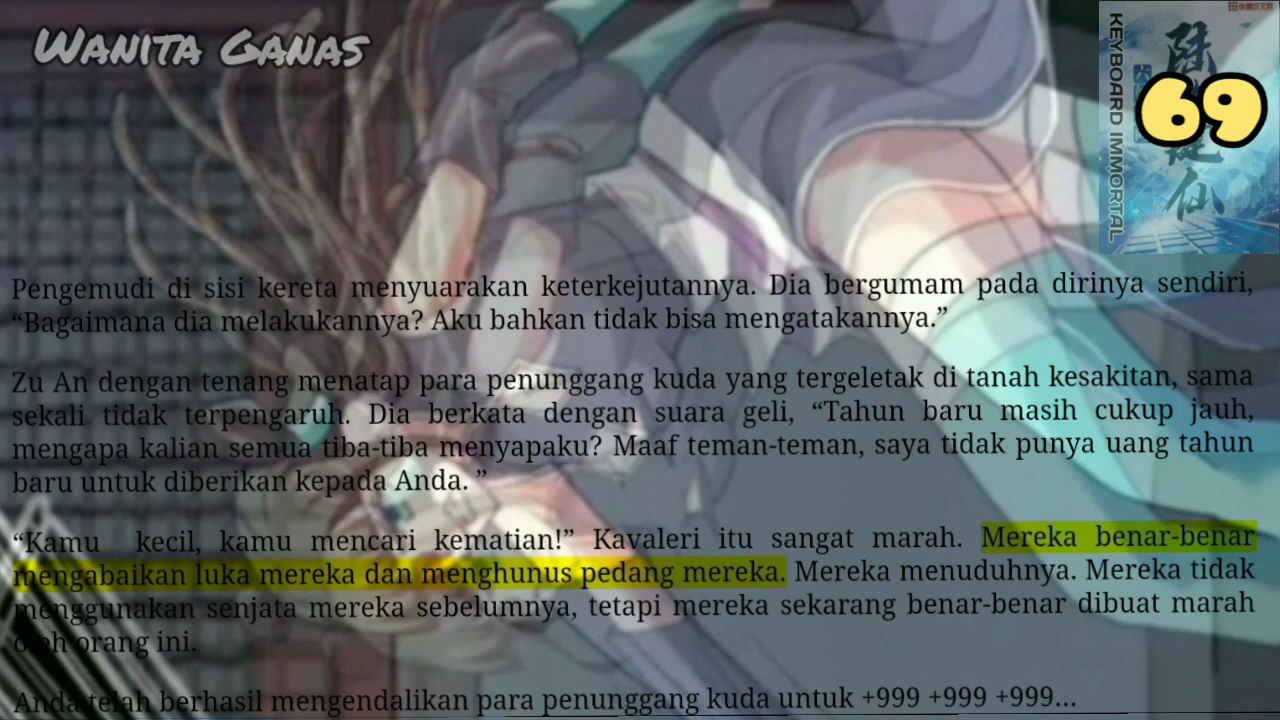 WANITA GANAS
69
KEYBOARD IMMORTAL
Pengemudi di sisi kereta menyuarakan keterkejutannya. Dia bergumam pada dirinya sendiri,
“Bagaimana dia melakukannya? Aku bahkan tidak bisa mengatakannya.”
Zu An dengan tenang menatap para penunggang kuda yang tergeletak di tanah kesakitan, sama
sekali tidak terpengaruh. Dia berkata dengan suara geli, “Tahun baru masih cukup jauh,
mengapa kalian semua tiba-tiba menyapaku? Maaf teman-teman, saya tidak punya uang tahun
baru untuk diberikan kepada Anda. ”
“Kamu kecil, kamu mencari kematian!” Kavaleri itu sangat marah. Mereka benar-benar
mengabaikan luka mereka dan menghunus pedang mereka. Mereka menuduhnya. Mereka tidak
menggunakan senjata mereka sebelumnya, tetapi mereka sekarang benar-benar dibuat marah
oleh orang ini.
Anda telah berhasil mengendalikan para penunggang kuda untuk +999 +999 +999…